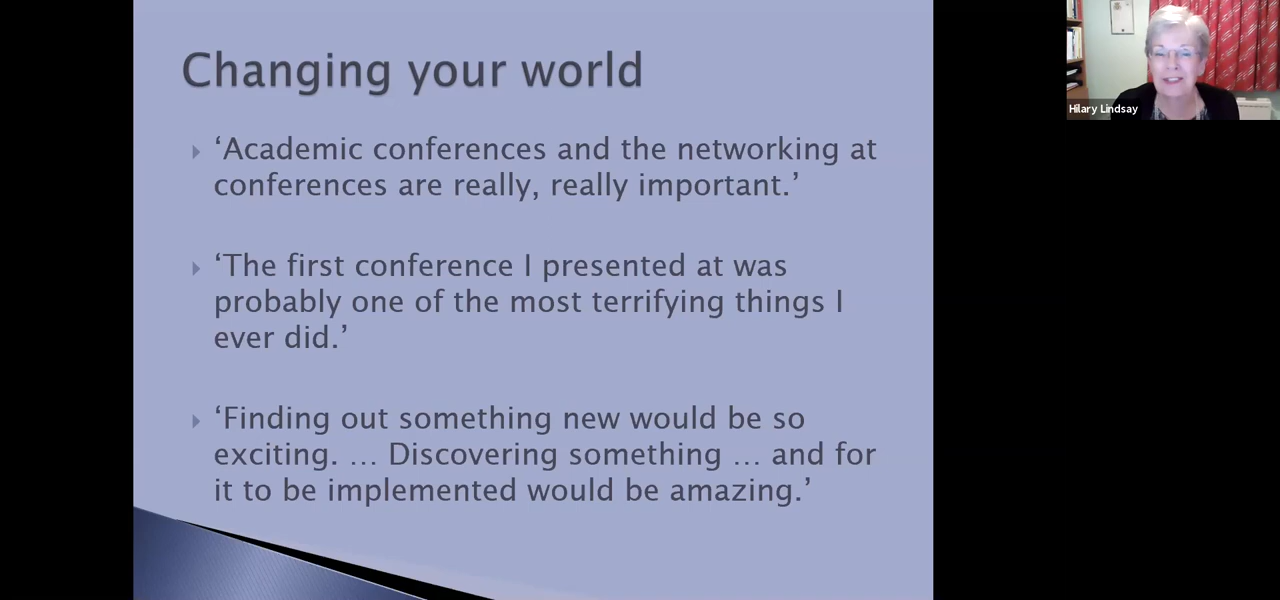 Changing your world
‘Academic conferences and the networking at
conferences are really, really important.’
‘The first conference I presented at was
probably one of the most terrifying things I
ever did.’
‘Finding out something new would be so
exciting. … Discovering something … and for
it to be implemented would be amazing.’
Hilary Lindsay